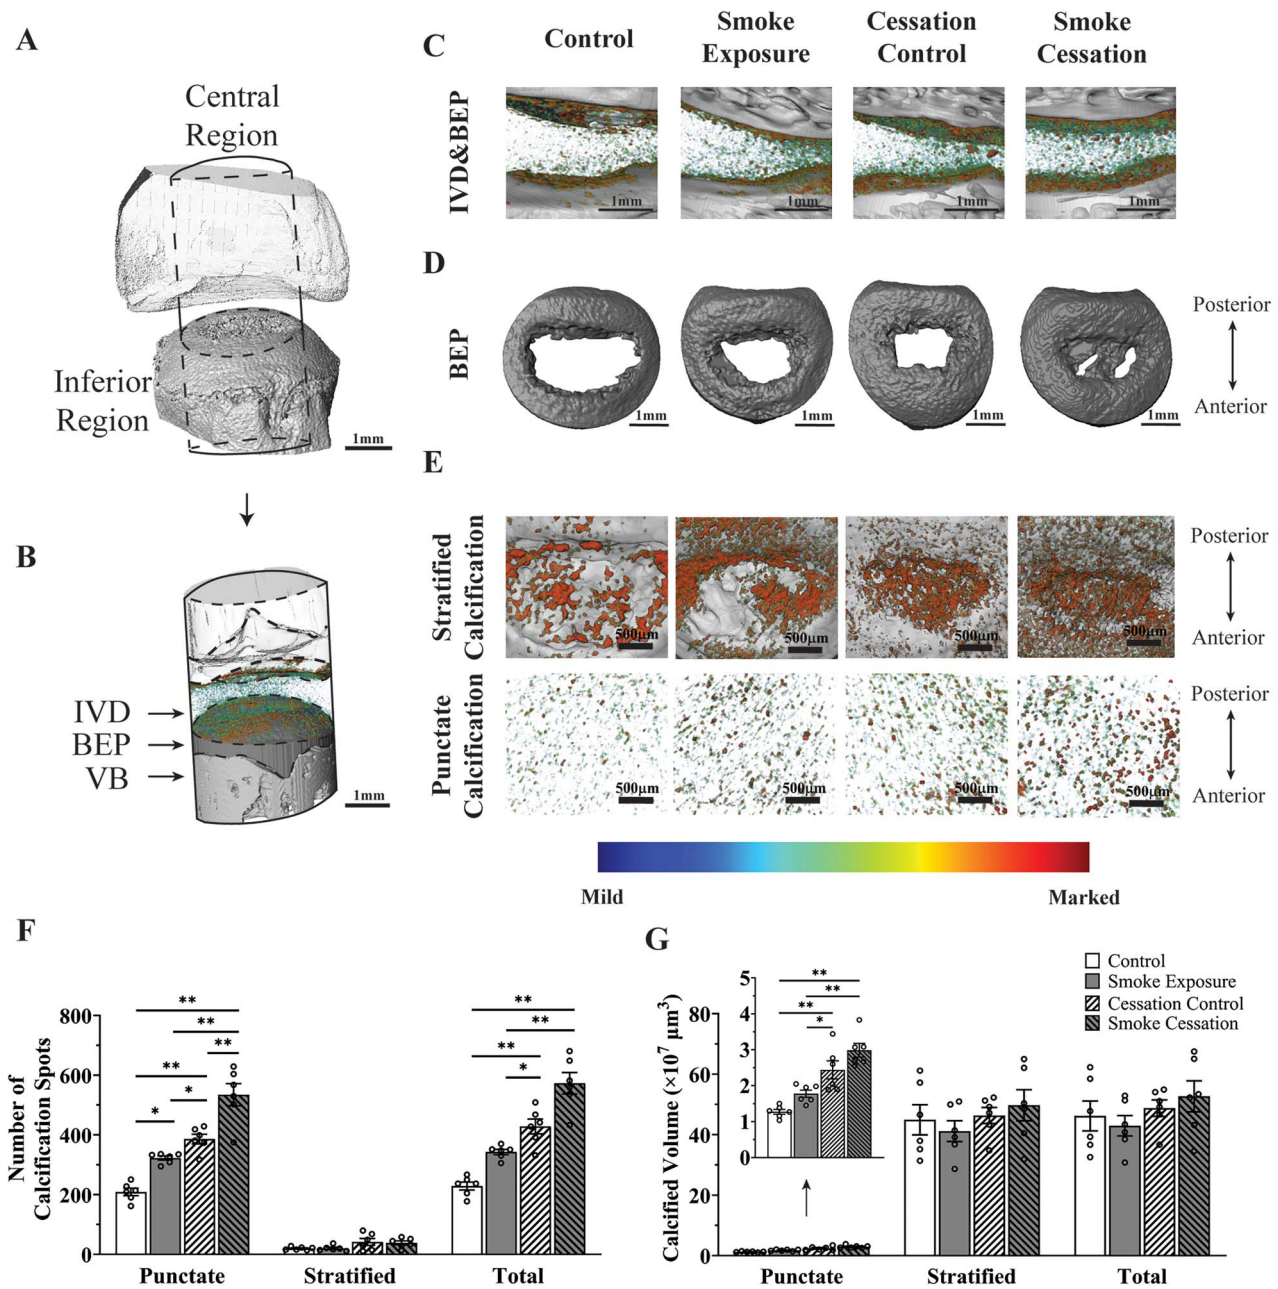 A
Central
Region
Inferior
Region
1mm
B
IVD
BEP
VB
1mm
C
Control
Smoke
Exposure
Cessation
Control
Smoke
Cessation
IVD&BEP
1mm
1mm
1mm
1mm
D
BEP
1mm
1mm
1mm
1mm
Posterior
Anterior
E
Stratified
Calcification
500μm
500μm
500μm
500μm
Posterior
Anterior
Punctate
Calcification
500μm
500μm
500μm
500μm
Posterior
Anterior
Mild
Marked
F
Number of
Calcification Spots
800
600
400
200
0
**
**
**
**
*
*
**
**
**
*
Punctate
Stratified
Total
G
Calcified Volume (×10⁷ μm³)
80
60
40
20
0
5
4
3
2
1
0
**
**
**
*
Control
Smoke Exposure
Cessation Control
Smoke Cessation
Punctate
Stratified
Total